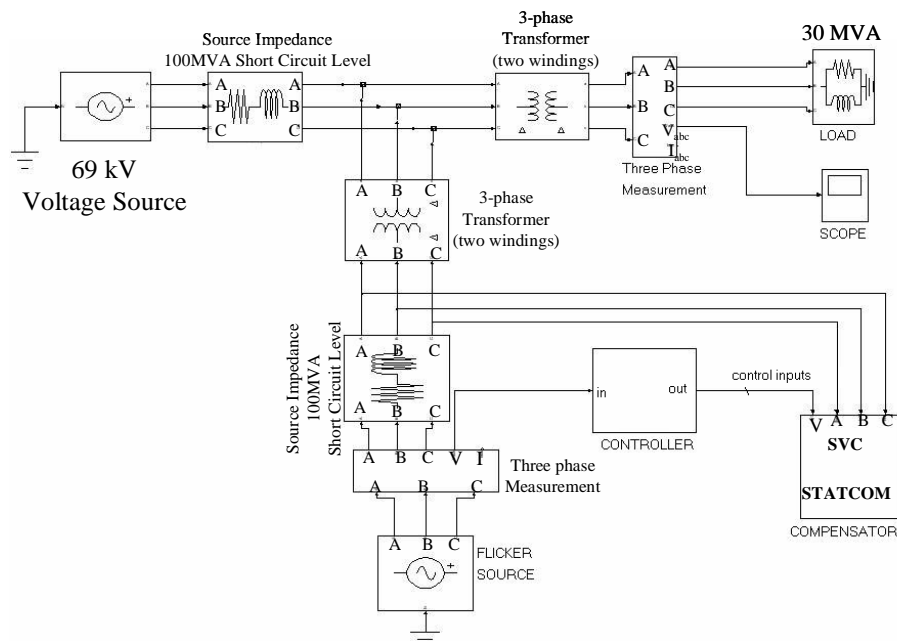 3-phase
Transformer
(two windings)
30 MVA
Source Impedance
100MVA Short Circuit Level
A
B
C
A
B
C
A
B
C
A
B
C
V abc
I abc
LOAD
69 kV
Voltage Source
Three Phase
Measurement
SCOPE
A B C
3-phase
Transformer
(two windings)
A B C
Source Impedance
100MVA
Short Circuit Level
A B C
A B C
in out
CONTROLLER
control inputs
V A B C
SVC
STATCOM
COMPENSATOR
A B C V I
A B C
Three phase
Measurement
A B C
FLICKER
SOURCE